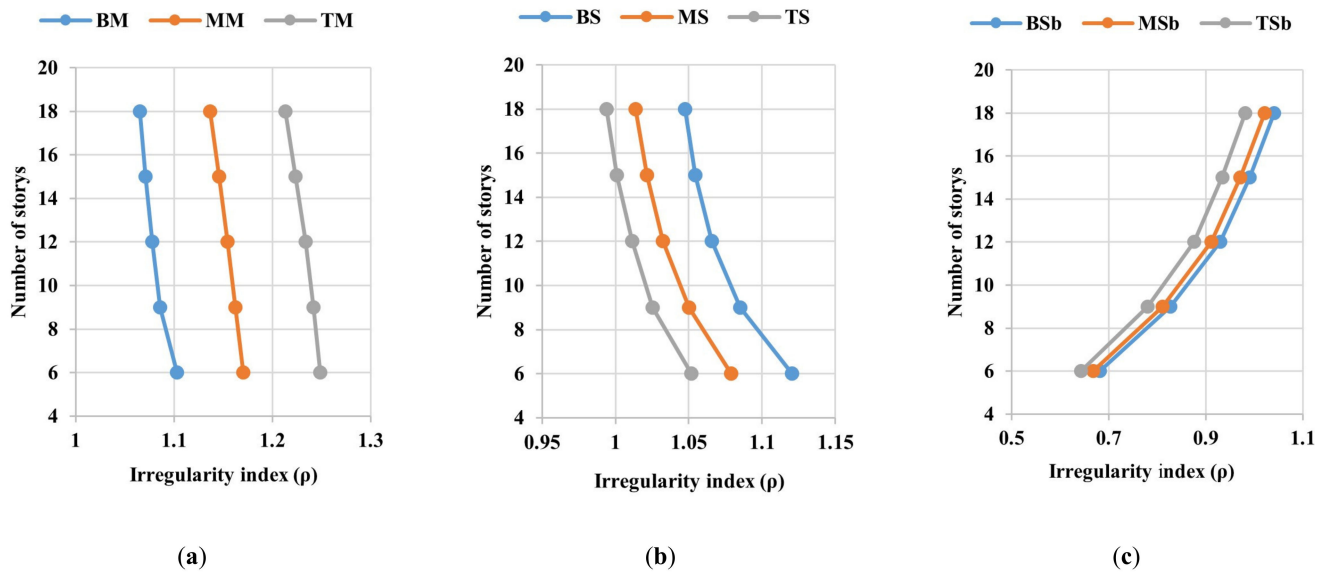 BM MM TM
20
18
16
14
12
10
8
6
4
1 1.1 1.2 1.3
Number of storys
Irregularity index (ρ)
(a)
BS MS TS
20
18
16
14
12
10
8
6
4
0.95 1 1.05 1.1 1.15
Number of storys
Irregularity index (ρ)
(b)
BSb MSb TSb
20
18
16
14
12
10
8
6
4
0.5 0.7 0.9 1.1
Number of storys
Irregularity index (ρ)
(c)